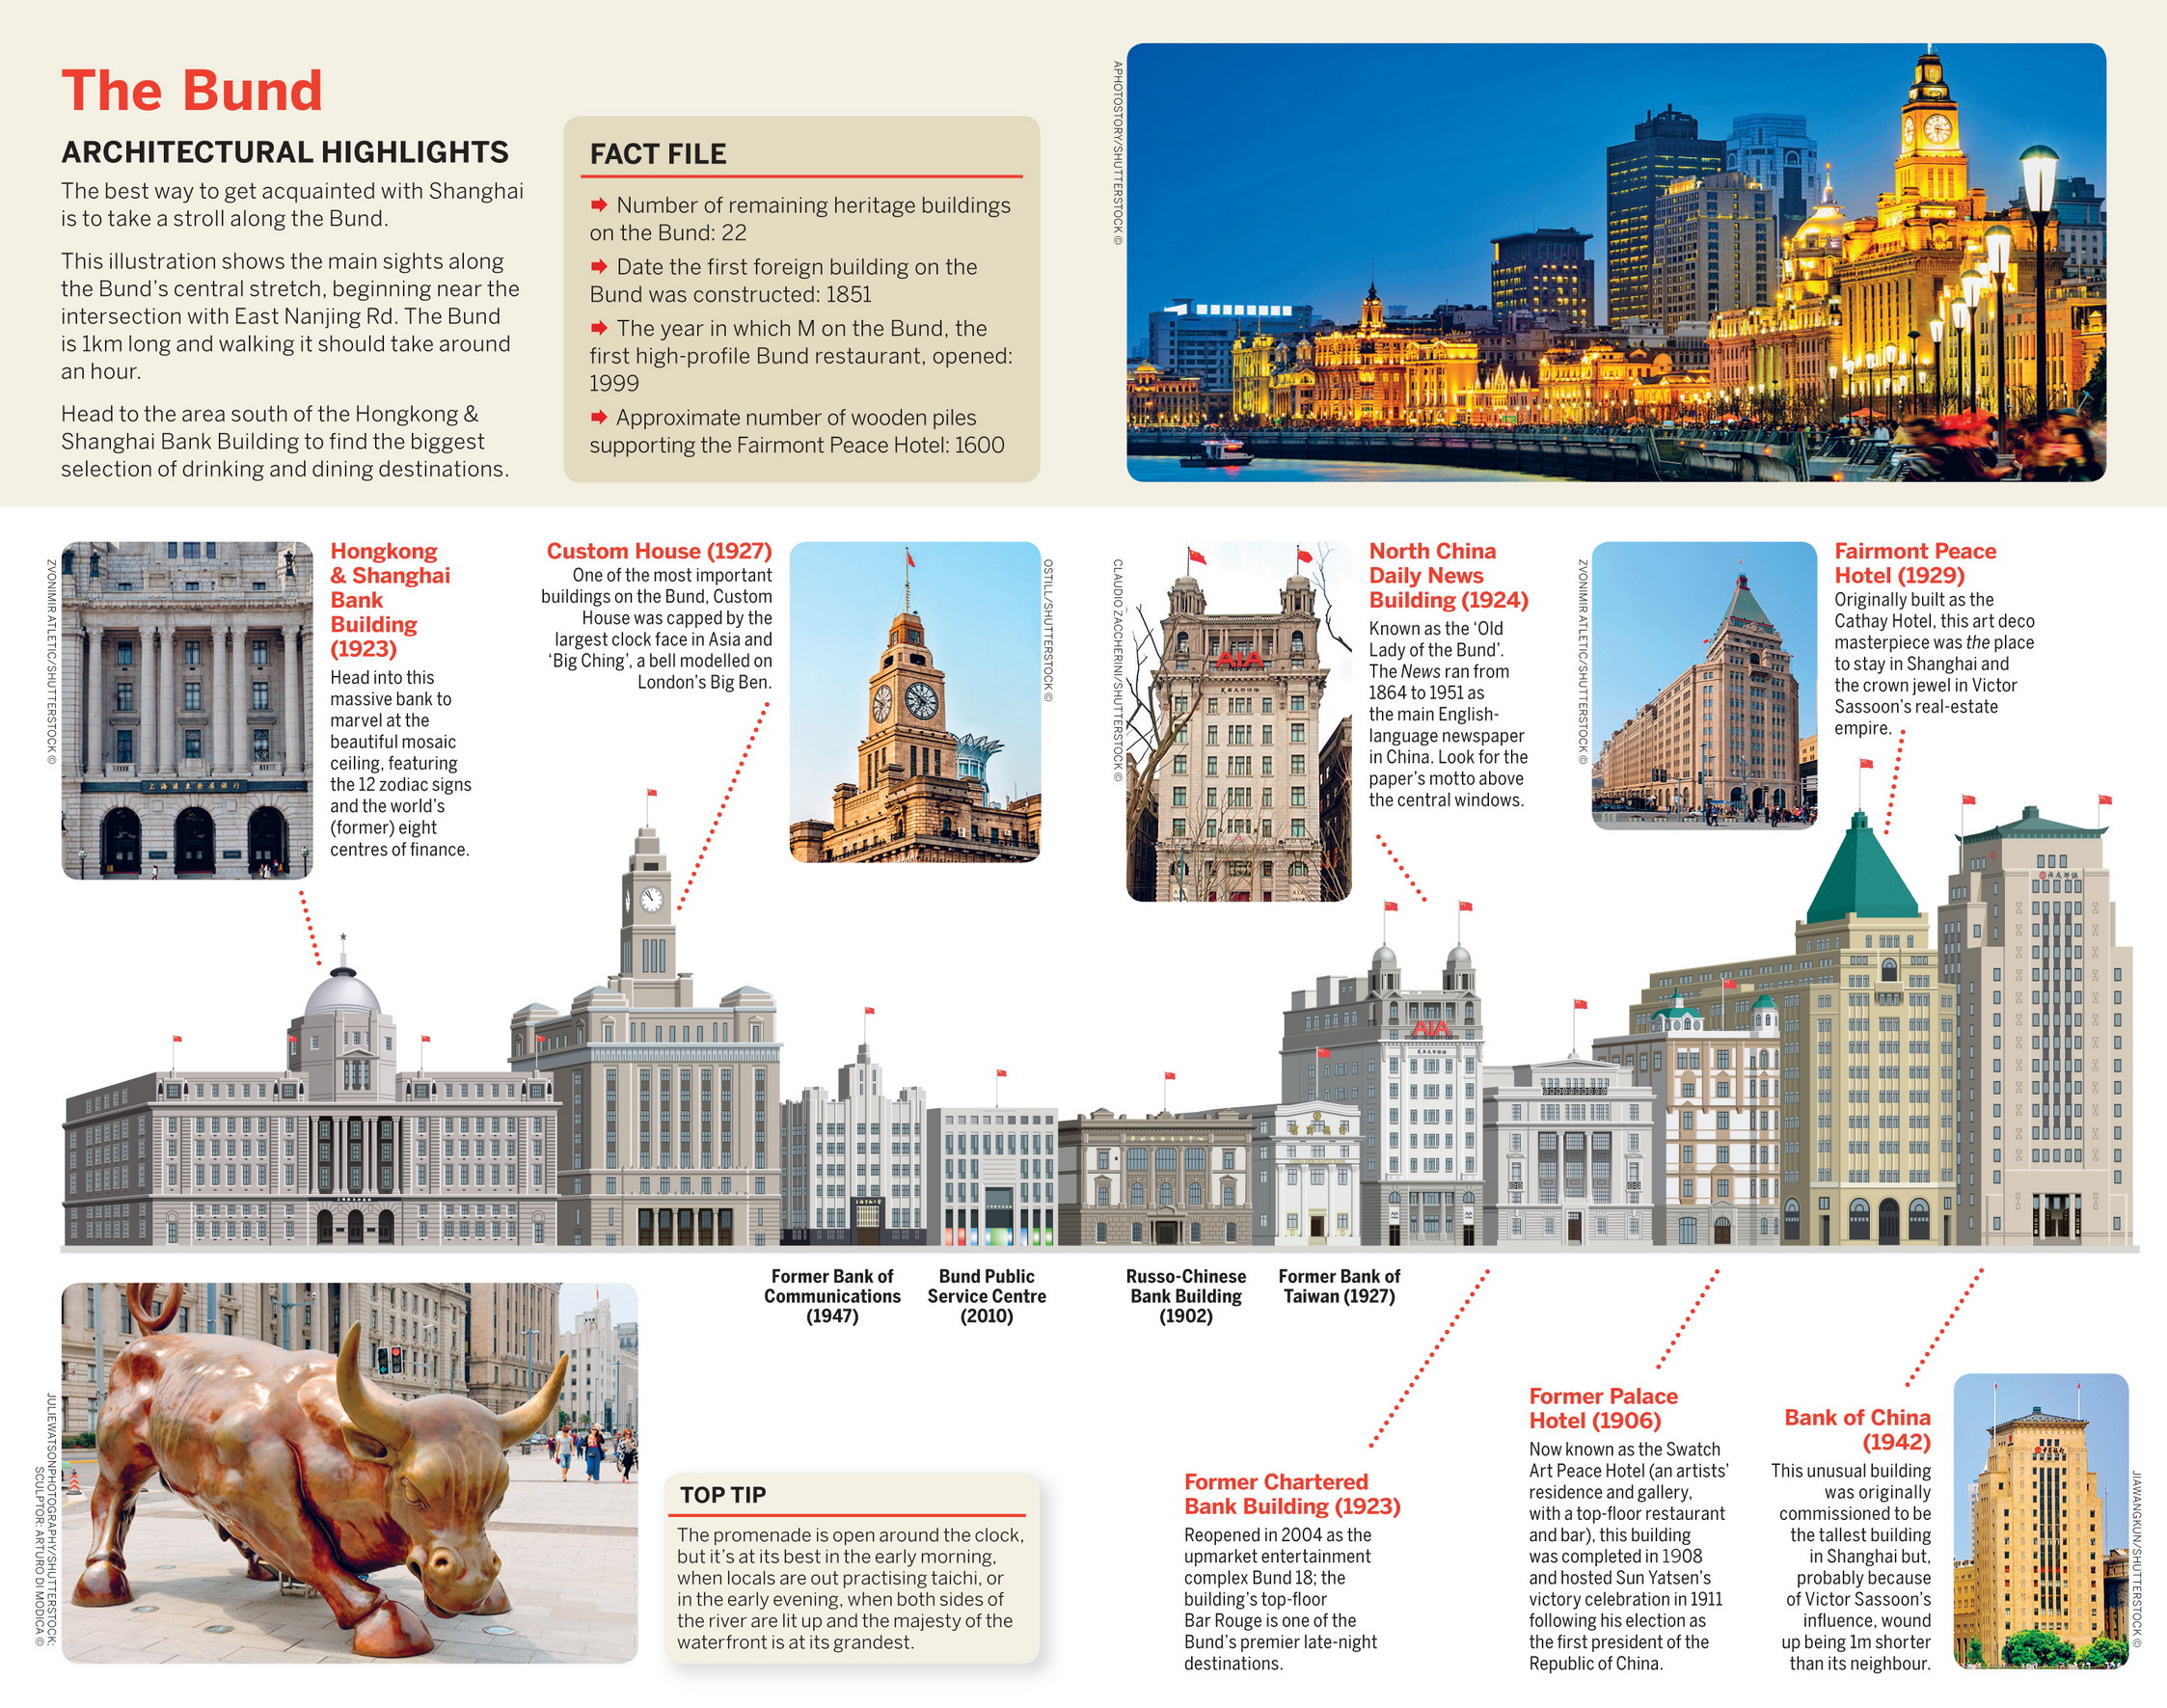 The Bund
ARCHITECTURAL HIGHLIGHTS
The best way to get acquainted with Shanghai
is to take a stroll along the Bund.
This illustration shows the main sights along
the Bund's central stretch, beginning near the
intersection with East Nanjing Rd. The Bund
is 1km long and walking it should take around
an hour.
Head to the area south of the Hongkong &
Shanghai Bank Building to find the biggest
selection of drinking and dining destinations.
FACT FILE
➡ Number of remaining heritage buildings
on the Bund: 22
➡ Date the first foreign building on the
Bund was constructed: 1851
➡ The year in which M on the Bund, the
first high-profile Bund restaurant, opened:
1999
➡ Approximate number of wooden piles
supporting the Fairmont Peace Hotel: 1600
APHOTOSTORY/SHUTTERSTOCK ©
ZVONIMIR ATLETIC/SHUTTERSTOCK ©
上海浦東發展銀行
Hongkong
& Shanghai
Bank
Building
(1923)
Head into this
massive bank to
marvel at the
beautiful mosaic
ceiling, featuring
the 12 zodiac signs
and the world's
(former) eight
centres of finance.
Custom House (1927)
One of the most important
buildings on the Bund, Custom
House was capped by the
largest clock face in Asia and
'Big Ching', a bell modelled on
London's Big Ben.
OSTILL/SHUTTERSTOCK ©
CLAUDIO ZACCHERINI/SHUTTERSTOCK ©
AIA
North China
Daily News
Building (1924)
Known as the 'Old
Lady of the Bund'.
The News ran from
1864 to 1951 as
the main English-
language newspaper
in China. Look for the
paper's motto above
the central windows.
ZVONIMIR ATLETIC/SHUTTERSTOCK ©
Fairmont Peace
Hotel (1929)
Originally built as the
Cathay Hotel, this art deco
masterpiece was the place
to stay in Shanghai and
the crown jewel in Victor
Sassoon's real-estate
empire.
AIA
Former Bank of
Communications
(1947)
Bund Public
Service Centre
(2010)
Russo-Chinese
Bank Building
(1902)
Former Bank of
Taiwan (1927)
JULIEWATSONPHOTOGRAPHY/SHUTTERSTOCK:
SCULPTOR: ARTURO DI MODICA ©
TOP TIP
The promenade is open around the clock,
but it's at its best in the early morning,
when locals are out practising taichi, or
in the early evening, when both sides of
the river are lit up and the majesty of the
waterfront is at its grandest.
Former Chartered
Bank Building (1923)
Reopened in 2004 as the
upmarket entertainment
complex Bund 18; the
building's top-floor
Bar Rouge is one of the
Bund's premier late-night
destinations.
Former Palace
Hotel (1906)
Now known as the Swatch
Art Peace Hotel (an artists'
residence and gallery,
with a top-floor restaurant
and bar), this building
was completed in 1908
and hosted Sun Yatsen's
victory celebration in 1911
following his election as
the first president of the
Republic of China.
Bank of China
(1942)
This unusual building
was originally
commissioned to be
the tallest building
in Shanghai but,
probably because
of Victor Sassoon's
influence, wound
up being 1m shorter
than its neighbour.
JIAWANGKUN/SHUTTERSTOCK ©